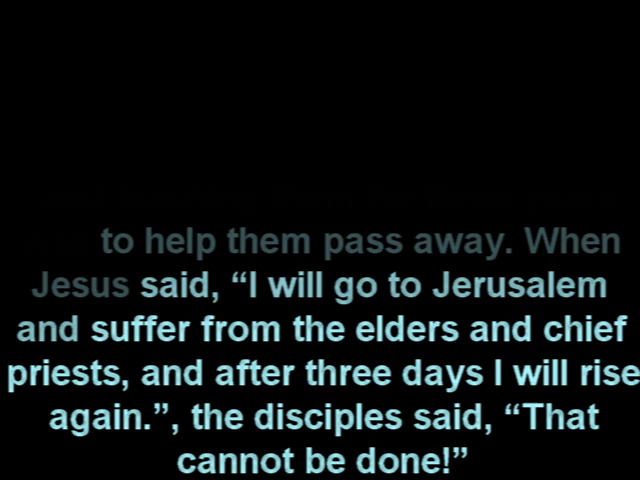 to help them pass away. When
Jesus said, “I will go to Jerusalem
and suffer from the elders and chief
priests, and after three days I will rise
again.”, the disciples said, “That
cannot be done!”